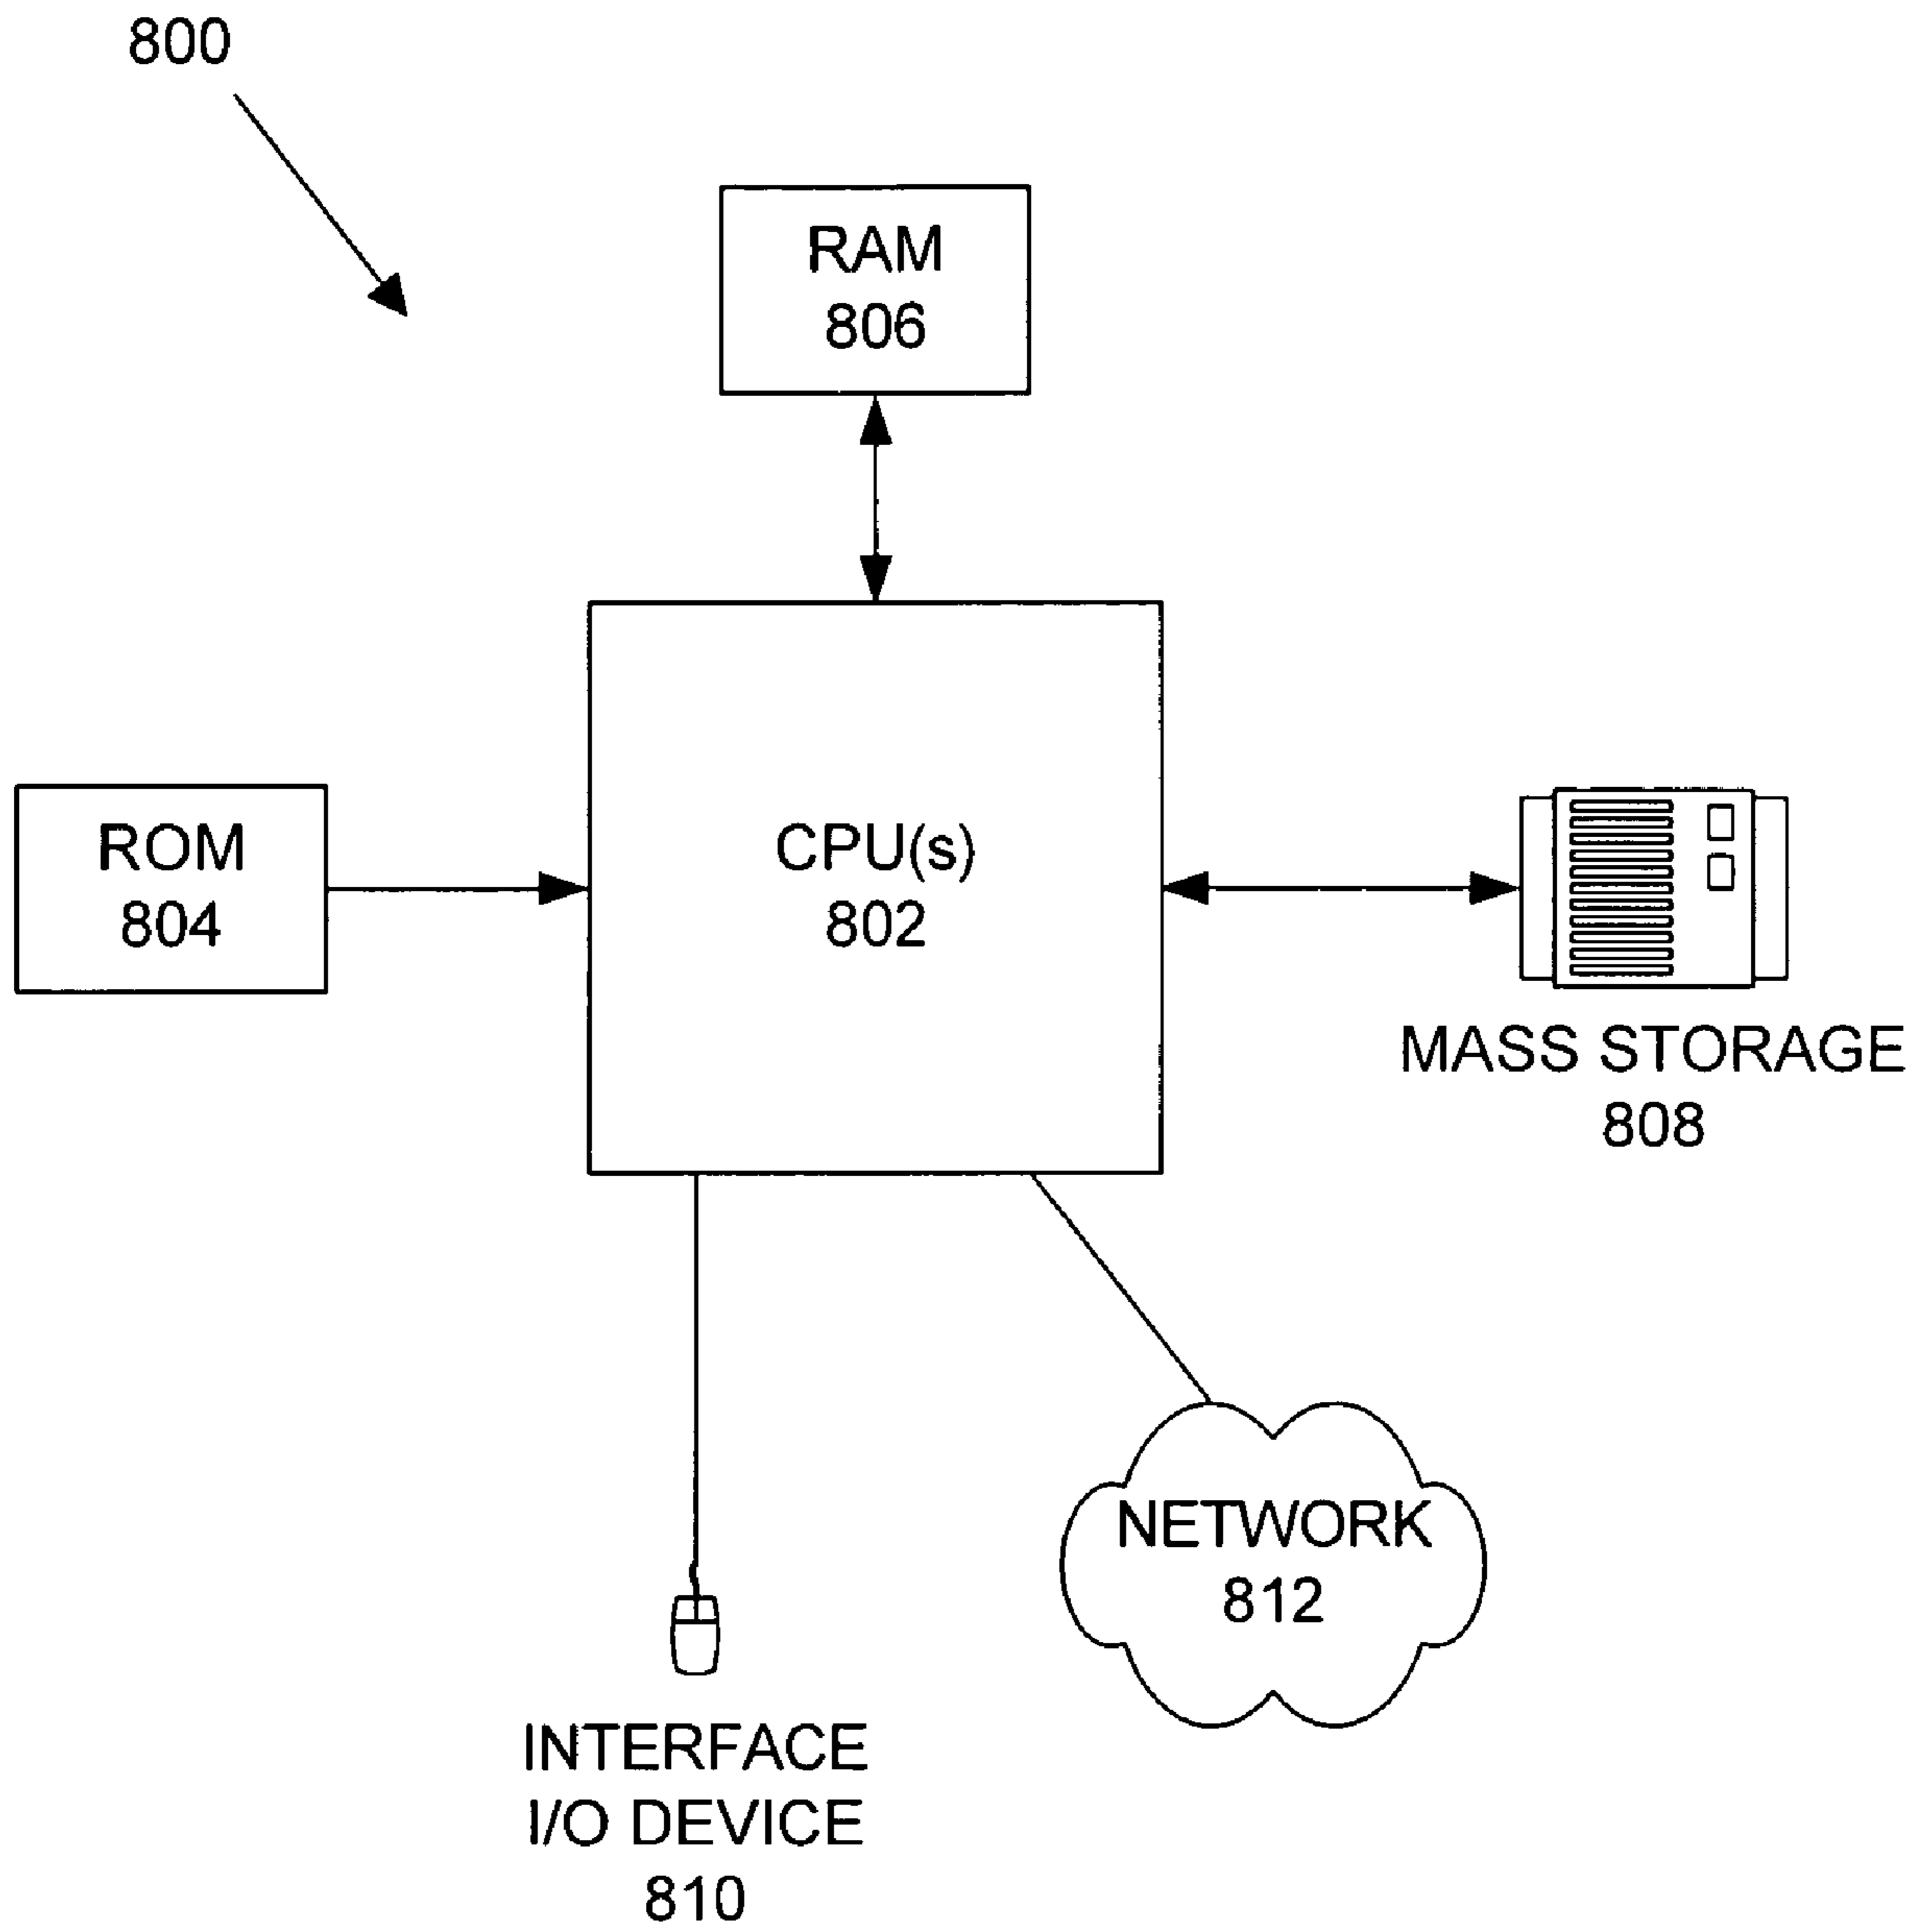 800
RAM
806
ROM
804
CPU(s)
802
MASS STORAGE
808
NETWORK
812
INTERFACE
I/O DEVICE
810